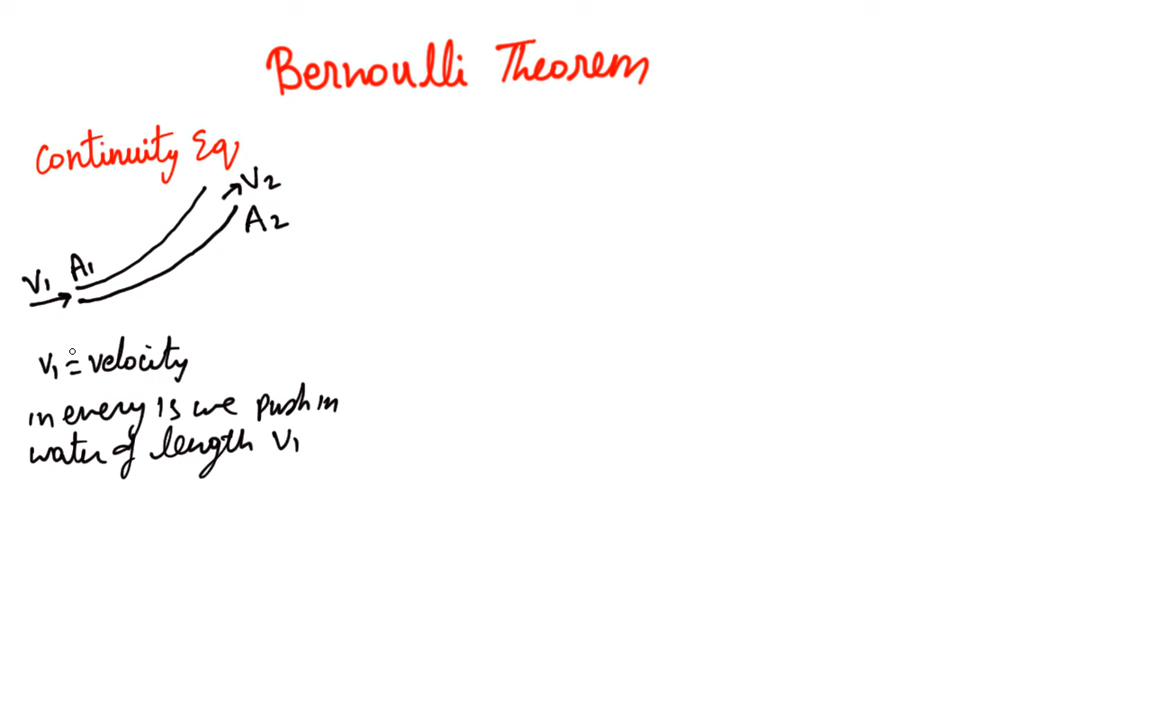 Bernoulli Theorem
Continuity Eq
V2
A2
A1
V1
V1 = velocity
in every 1s we push in
water of length V1